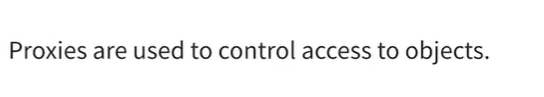 Proxies are used to control access to objects.